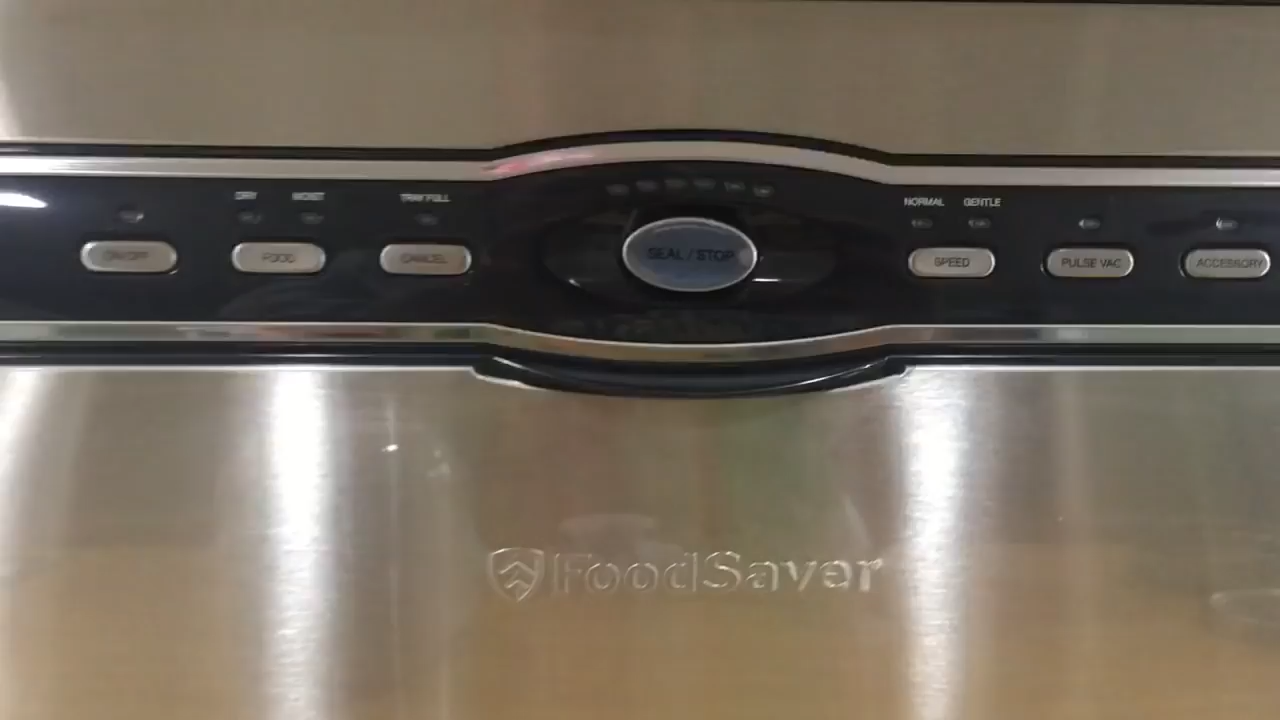 DRY MOIST TRAY FULL
NORMAL GENTLE
ON/OFF FOOD CANCEL SEAL / STOP SPEED PULSE VAC ACCESSORY
FoodSaver